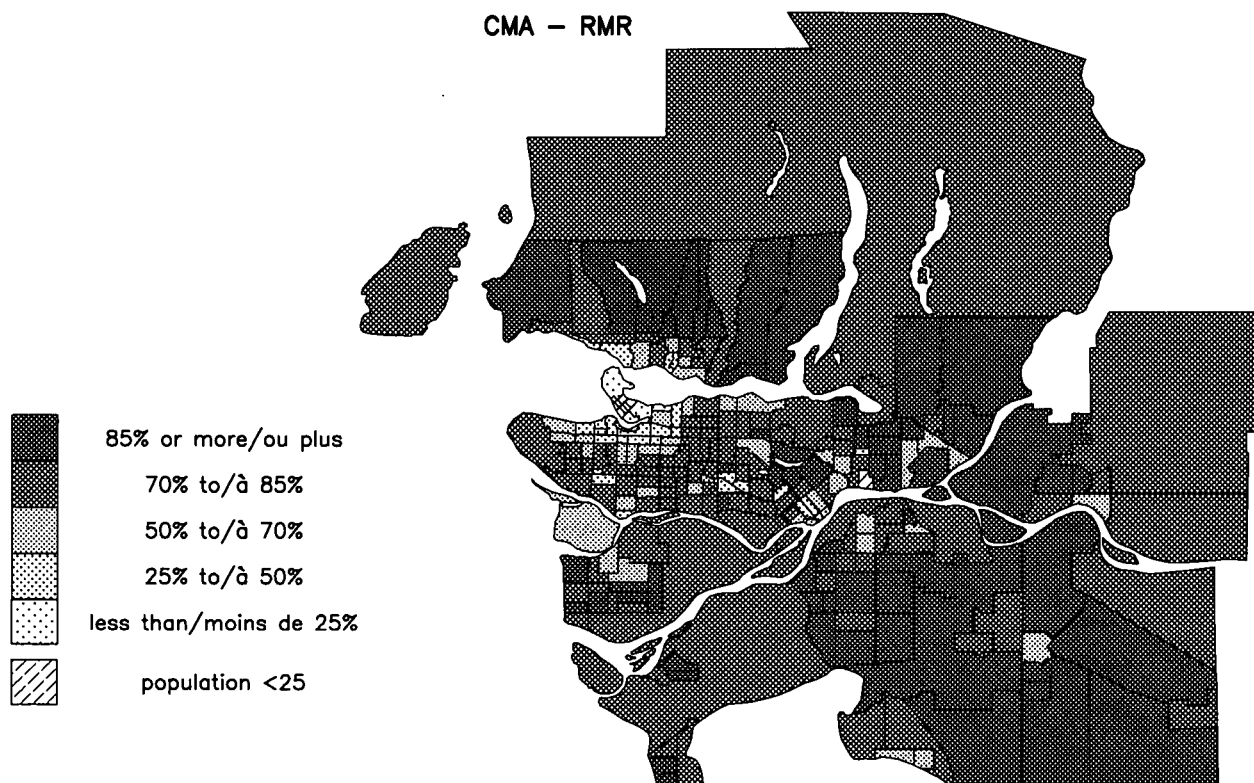 CMA – RMR
85% or more/ou plus
70% to/à 85%
50% to/à 70%
25% to/à 50%
less than/moins de 25%
population <25